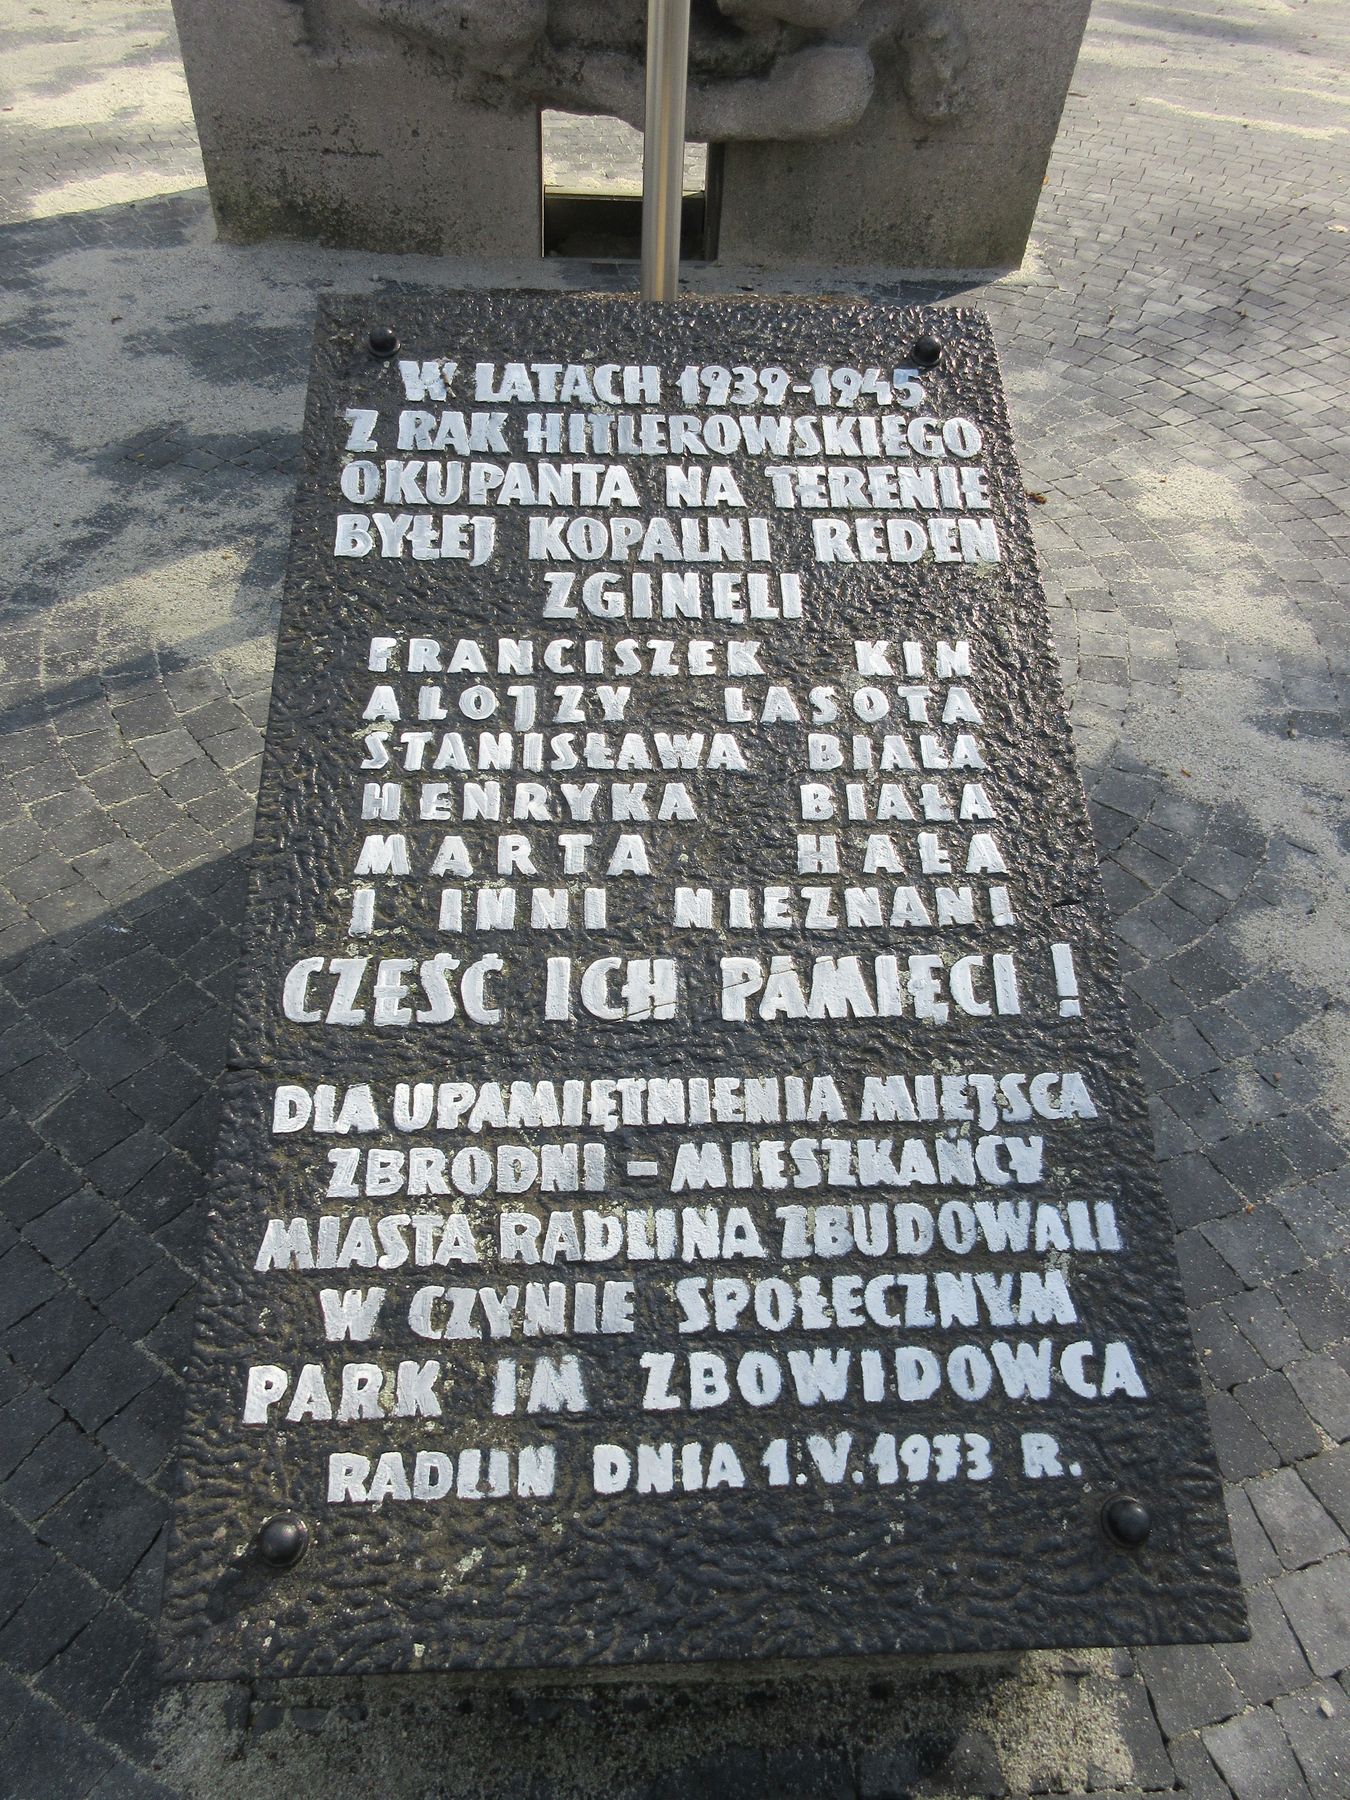 W LATACH 1939-1945
Z RĄK HITLEROWSKIEGO
OKUPANTA NA TERENIE
BYŁEJ KOPALNI REDEN
ZGINĘLI
FRANCISZEK KIN
ALOJZY LASOTA
STANISŁAWA BIAŁA
HENRYKA BIAŁA
MARTA HAŁA
I INNI NIEZNANI
CZEŚĆ ICH PAMIĘCI!
DLA UPAMIĘTNIENIA MIEJSCA
ZBRODNI - MIESZKAŃCY
MIASTA RADLINA ZBUDOWALI
W CZYNIE SPOŁECZNYM
PARK IM ZBOWIDOWCA
RADLIN DNIA 1.V.1973 R.